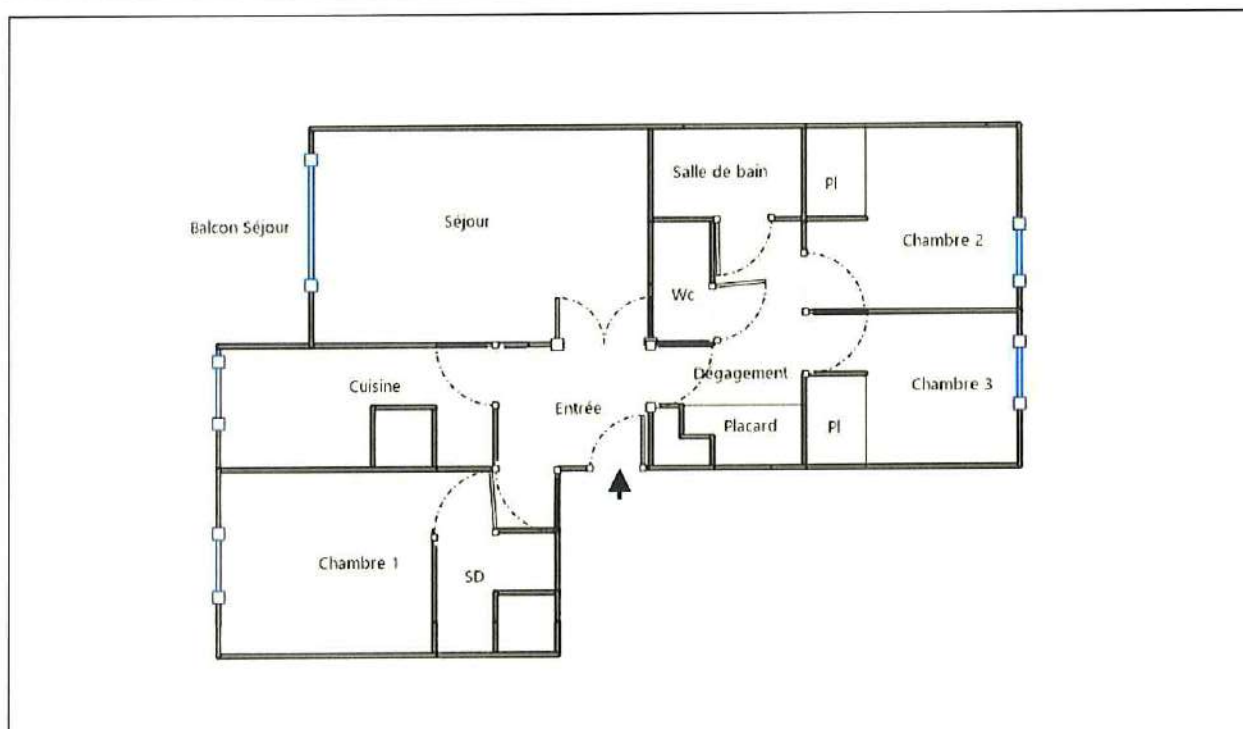 Salle de bain
Pl
Balcon Séjour
Séjour
Chambre 2
Wc
Cuisine
Dégagement
Chambre 3
Entrée
Placard
Pl
Chambre 1
SD